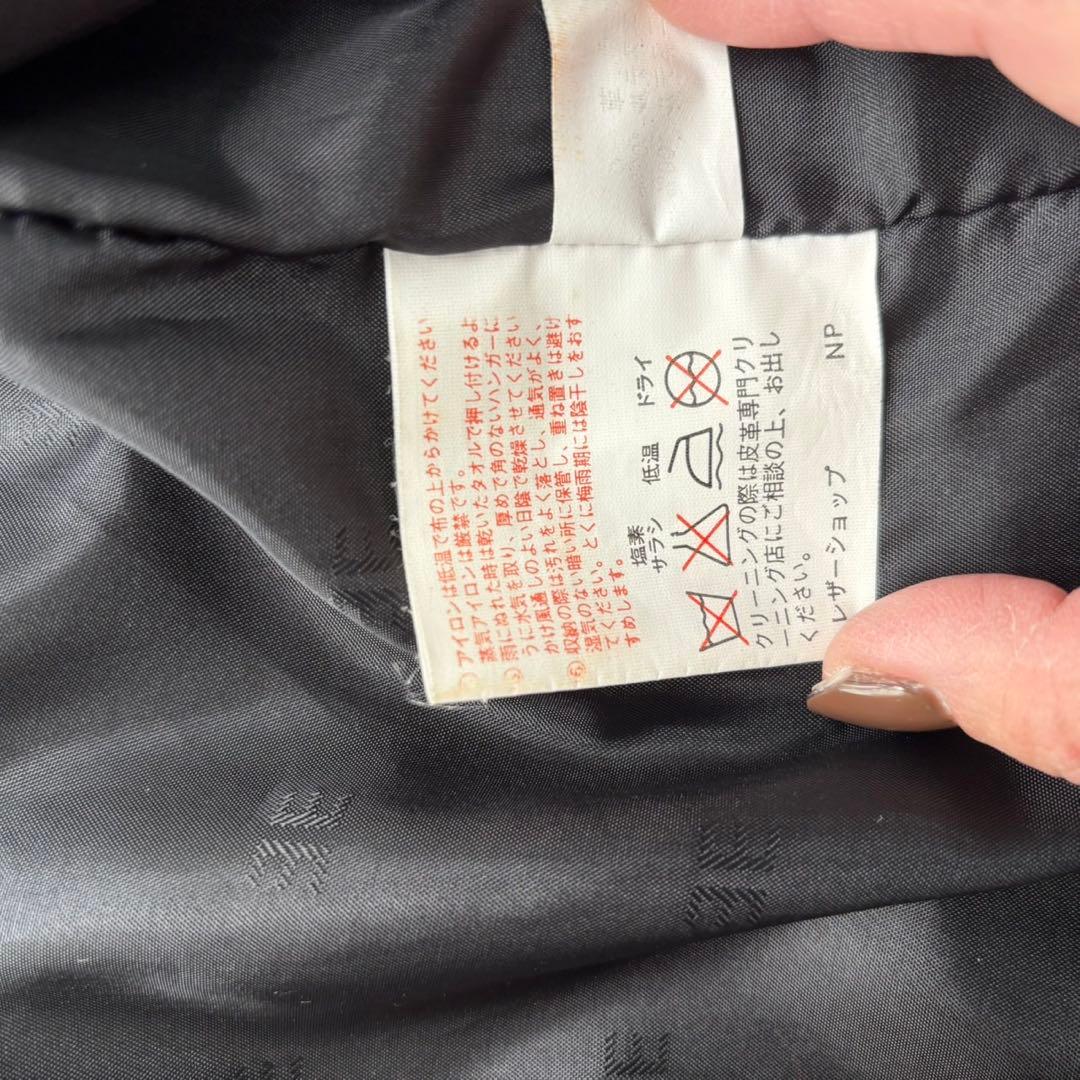 アイロンは低温で布の上からかけてください
蒸気アイロンは厳禁です。
雨にぬれた時は乾いたタオルで押し付けるよ
うに水気を取り、厚めで角のないハンガーに
かけ風通しのよい日陰で乾燥させてください
⑤ 収納の際は汚れをよく落とし、通気がよく、
湿気のない暗い所に保管し、重ね置きは避け
てください。とくに梅雨期には陰干しをおす
すめします。
塩素
サラシ
低温
ドライ
クリーニングの際は皮革専門クリ
ーニング店にご相談の上、お出し
ください。
レザーショップ NP